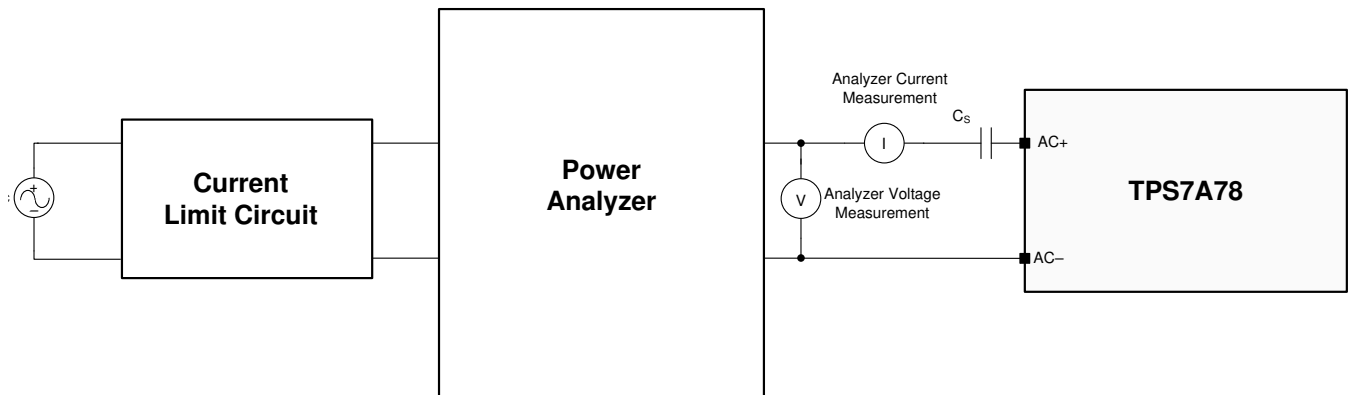 Current
Limit Circuit
Power
Analyzer
Analyzer Current
Measurement
I
CS
V
Analyzer Voltage
Measurement
AC+
AC–
TPS7A78